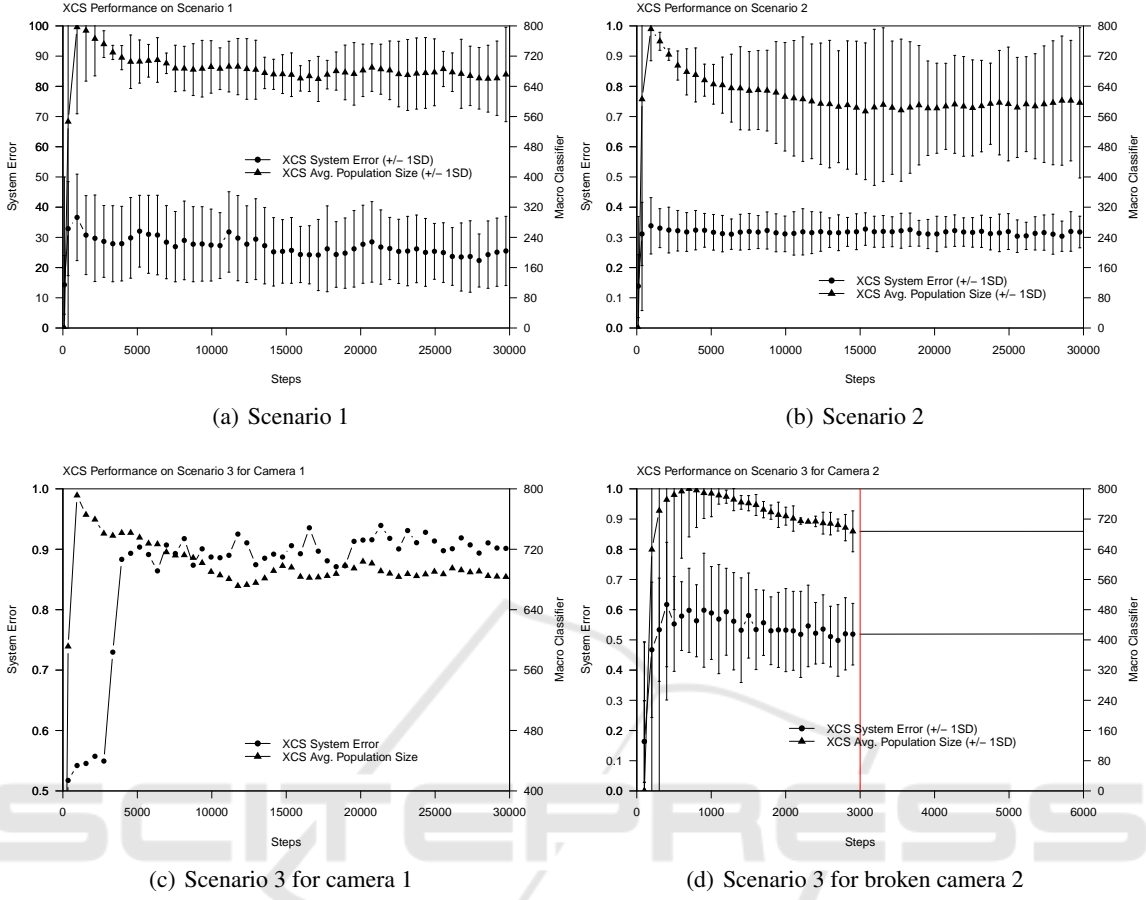 XCS Performance on Scenario 1
100
90
80
70
60
50
40
30
20
10
0
800
720
640
560
480
400
320
240
160
80
0
System Error
Macro Classifier
XCS System Error (+/− 1SD)
XCS Avg. Population Size (+/− 1SD)
0 5000 10000 15000 20000 25000 30000
Steps
(a) Scenario 1
XCS Performance on Scenario 2
1.0
0.9
0.8
0.7
0.6
0.5
0.4
0.3
0.2
0.1
0.0
800
720
640
560
480
400
320
240
160
80
0
System Error
Macro Classifier
XCS System Error (+/− 1SD)
XCS Avg. Population Size (+/− 1SD)
0 5000 10000 15000 20000 25000 30000
Steps
(b) Scenario 2
XCS Performance on Scenario 3 for Camera 1
1.0
0.9
0.8
0.7
0.6
0.5
800
720
640
560
480
400
System Error
Macro Classifier
XCS System Error
XCS Avg. Population Size
0 5000 10000 15000 20000 25000 30000
Steps
(c) Scenario 3 for camera 1
XCS Performance on Scenario 3 for Camera 2
1.0
0.9
0.8
0.7
0.6
0.5
0.4
0.3
0.2
0.1
0.0
800
720
640
560
480
400
320
240
160
80
0
System Error
Macro Classifier
XCS System Error (+/− 1SD)
XCS Avg. Population Size (+/− 1SD)
0 1000 2000 3000 4000 5000 6000
Steps
(d) Scenario 3 for broken camera 2
SCITEPRESS